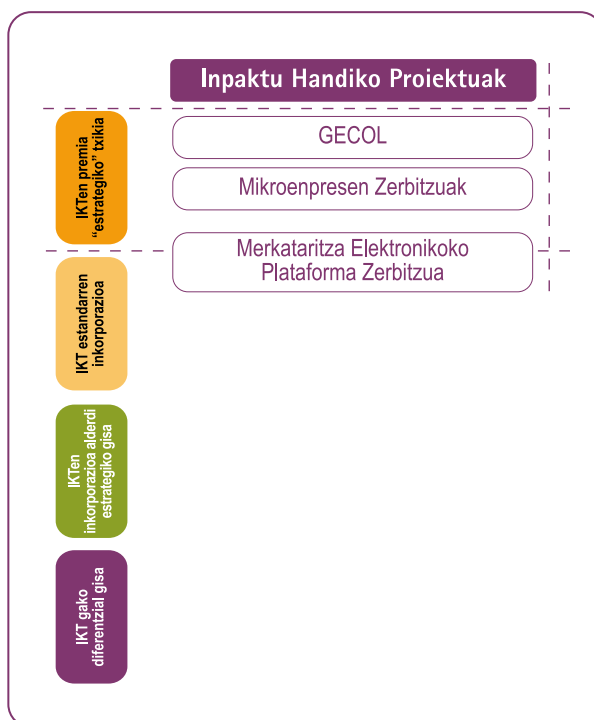 Inpaktu Handiko Proiektuak
IKTen premia
“estrategiko” txikia
GECOL
Mikroenpresen Zerbitzuak
Merkataritza Elektronikoko
Plataforma Zerbitzua
IKT estandarren
inkorporazioa
IKTen
inkorporazioa alderdi
estrategiko gisa
IKT gako
diferentzial gisa